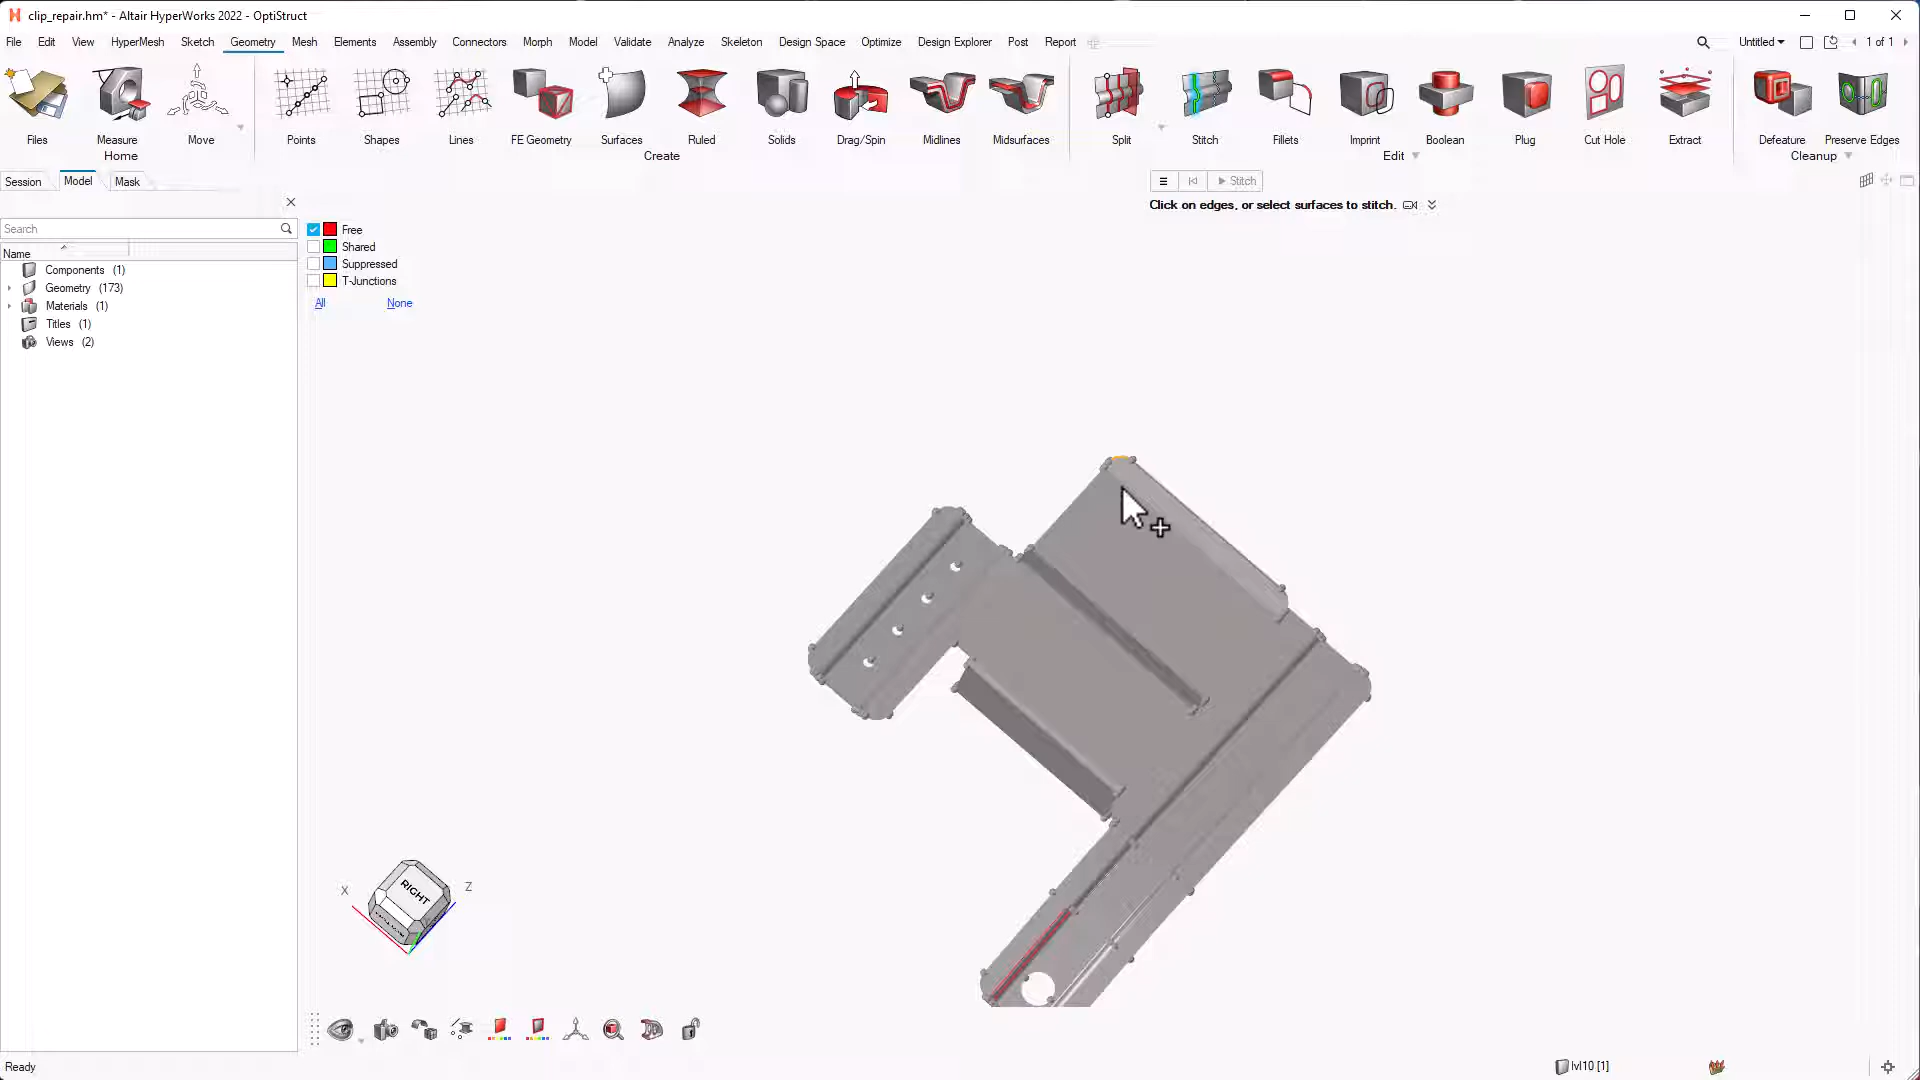 clip_repair.hm* - Altair HyperWorks 2022 - OptiStruct
File Edit View HyperMesh Sketch Geometry Mesh Elements Assembly Connectors Morph Model Validate Analyze Skeleton Design Space Optimize Design Explorer Post Report Untitled 1 of 1
Files Measure Move Points Shapes Lines FE Geometry Surfaces Ruled Solids Drag/Spin Midlines Midsurfaces Split Stitch Fillets Imprint Boolean Plug Cut Hole Extract Defeature Preserve Edges
Home Create Edit Cleanup
Session Model Mask
Stitch
Click on edges, or select surfaces to stitch.
Search
Name
Components (1)
Geometry (173)
Materials (1)
Titles (1)
Views (2)
Free
Shared
Suppressed
T-Junctions
All None
X Z
RIGHT
Ready
lvl10 [1]